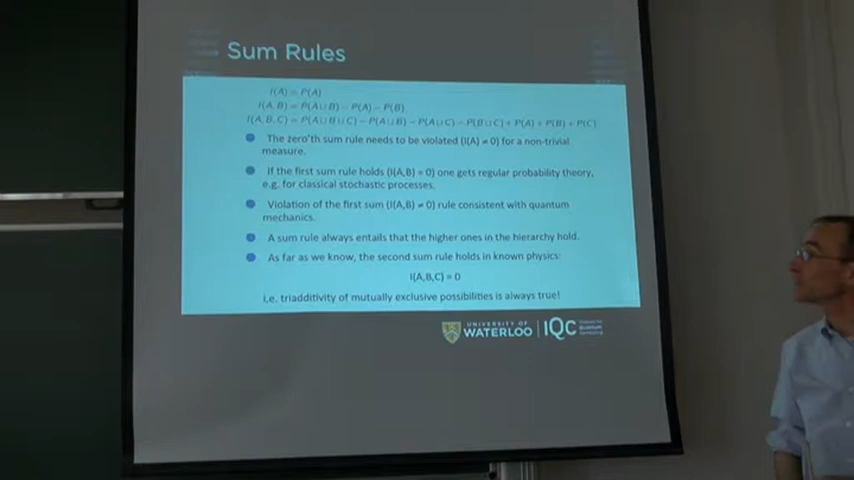 Sum Rules
I(A) = P(A)
I(A, B) = P(A∪B) − P(A) − P(B)
I(A, B, C) = P(A∪B∪C) − P(A∪B) − P(A∪C) − P(B∪C) + P(A) + P(B) + P(C)
The zero'th sum rule needs to be violated (I(A) ≠ 0) for a non-trivial
measure.
If the first sum rule holds (I(A,B) = 0) one gets regular probability theory,
e.g. for classical stochastic processes.
Violation of the first sum (I(A,B) ≠ 0) rule consistent with quantum
mechanics.
A sum rule always entails that the higher ones in the hierarchy hold.
As far as we know, the second sum rule holds in known physics:
I(A,B,C) = 0
i.e. triadditivity of mutually exclusive possibilities is always true!
UNIVERSITY OF
WATERLOO
IQC
Institute for
Quantum
Computing